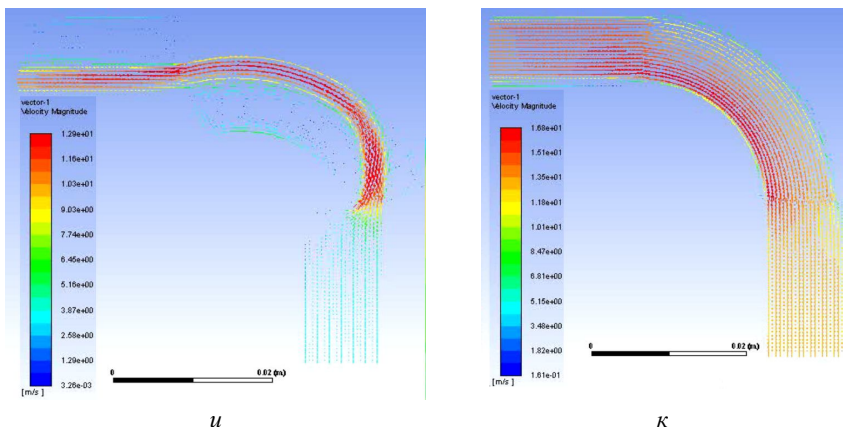 vector-1
Velocity Magnitude
1.29e+01
1.16e+01
1.03e+01
9.03e+00
7.74e+00
6.45e+00
5.16e+00
3.87e+00
2.58e+00
1.29e+00
3.26e-03
[m/s ]
0
0.02 (m)
и
vector-1
Velocity Magnitude
1.68e+01
1.51e+01
1.35e+01
1.18e+01
1.01e+01
8.47e+00
6.81e+00
5.15e+00
3.48e+00
1.82e+00
1.61e-01
[m/s ]
0
0.02 (m)
к